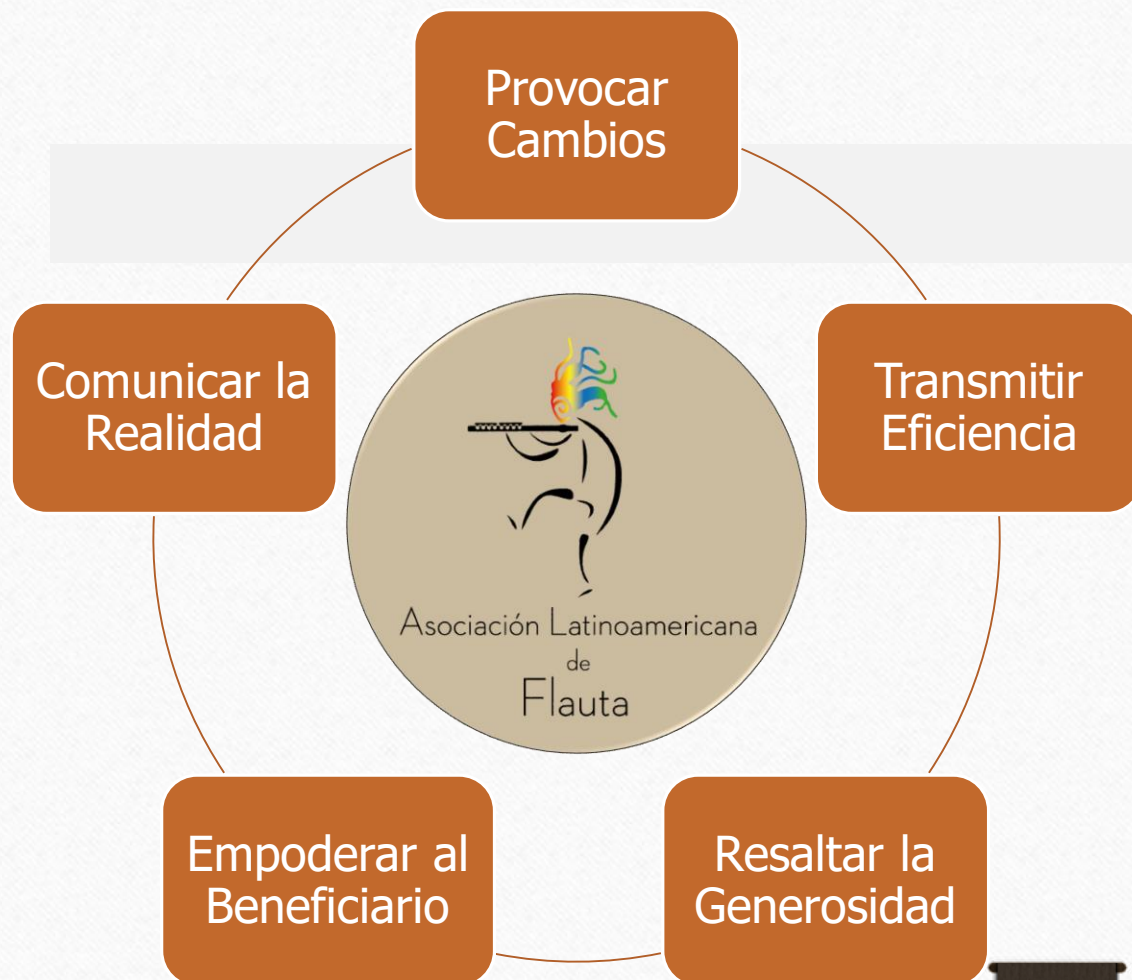 Provocar
Cambios
Comunicar la
Realidad
Transmitir
Eficiencia
Asociación Latinoamericana
de
Flauta
Empoderar al
Beneficiario
Resaltar la
Generosidad